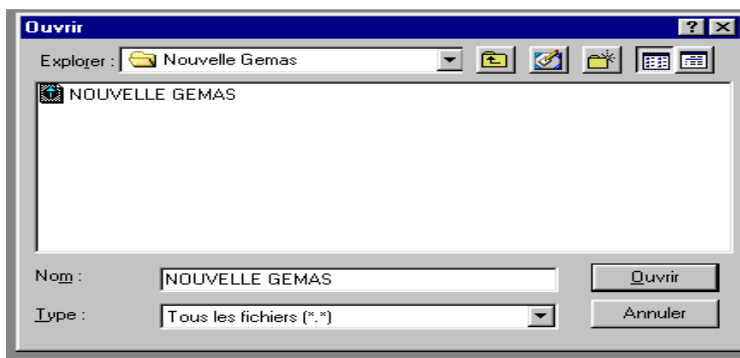 Ouvrir
Explorer : Nouvelle Gemas
NOUVELLE GEMAS
Nom : NOUVELLE GEMAS Ouvrir
Type : Tous les fichiers (*.*) Annuler